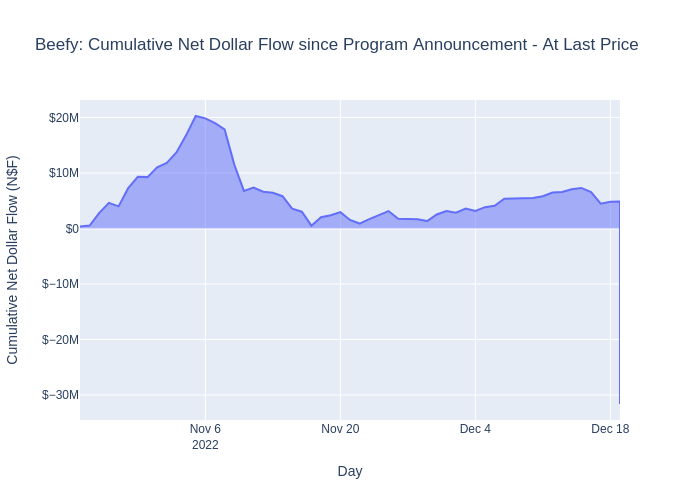 Beefy: Cumulative Net Dollar Flow since Program Announcement - At Last Price
Cumulative Net Dollar Flow (N$F)
$20M
$10M
$0
$−10M
$−20M
$−30M
Nov 6
2022
Nov 20
Dec 4
Dec 18
Day